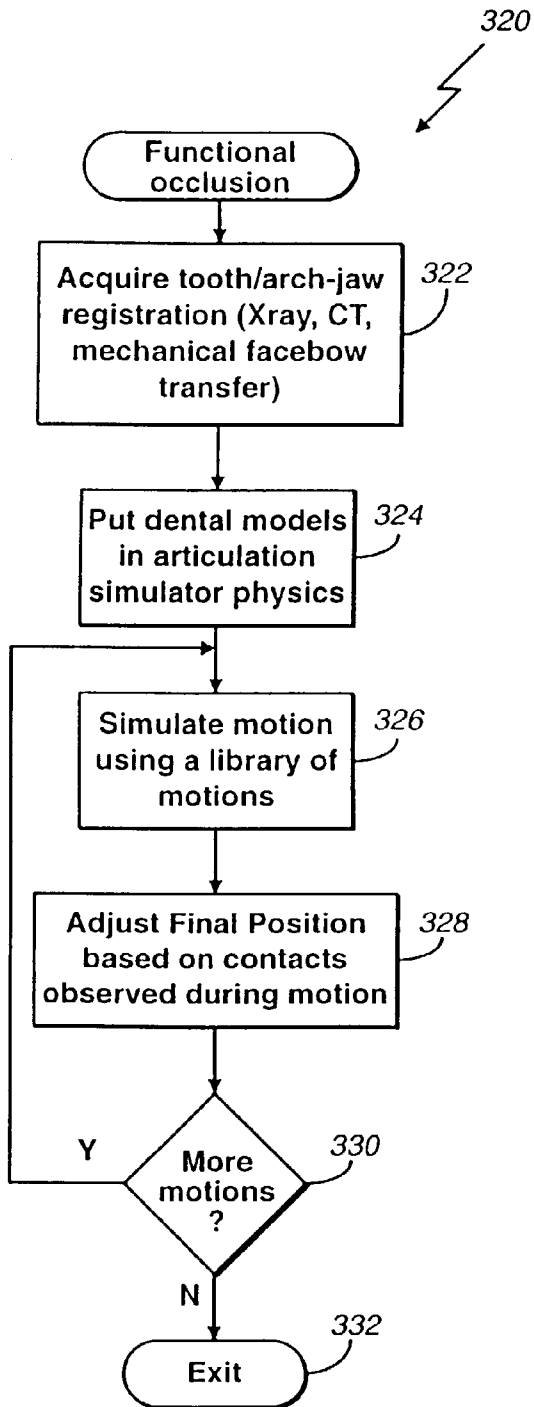 320
Functional
occlusion
Acquire tooth/arch-jaw
registration (Xray, CT,
mechanical facebow
transfer)
322
Put dental models
in articulation
simulator physics
324
Simulate motion
using a library of
motions
326
Adjust Final Position
based on contacts
observed during motion
328
Y
More
motions
?
330
N
Exit
332